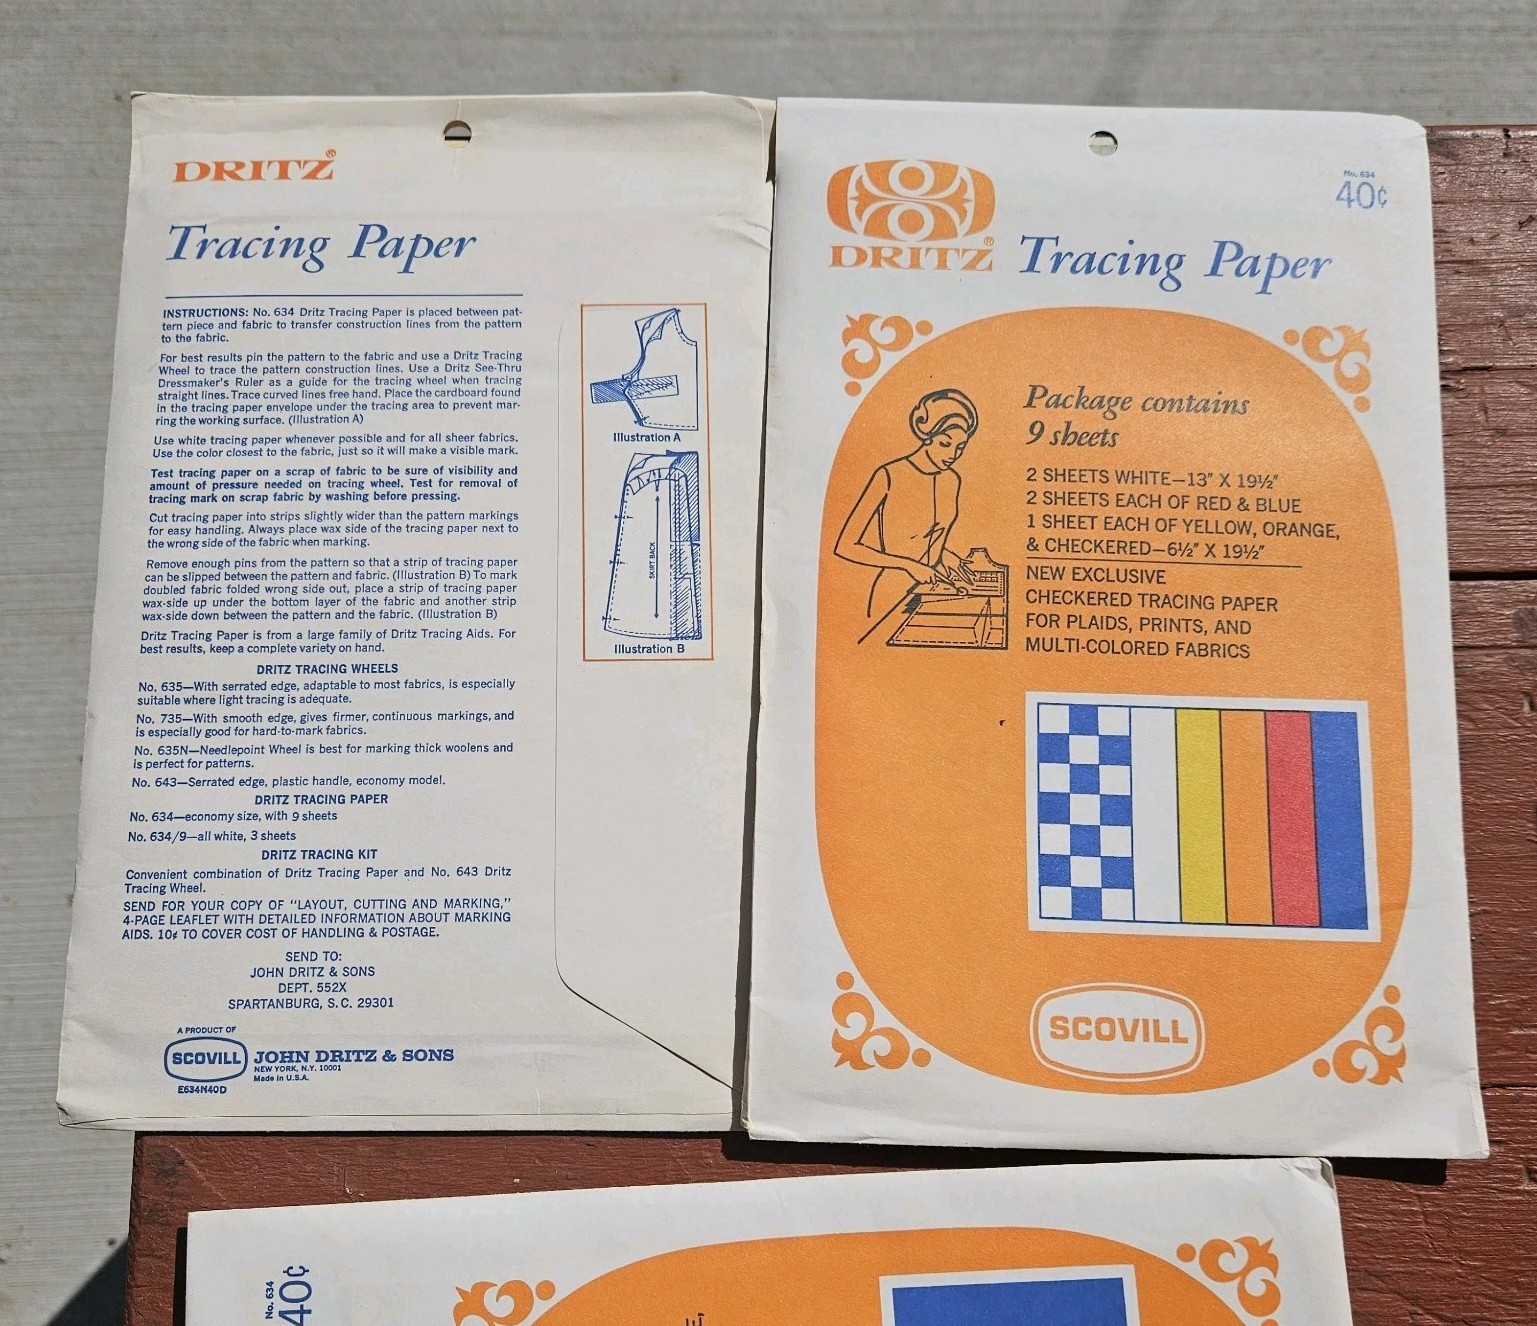 DRITZ®
Tracing Paper
INSTRUCTIONS: No. 634 Dritz Tracing Paper is placed between pat-
tern piece and fabric to transfer construction lines from the pattern
to the fabric.
For best results pin the pattern to the fabric and use a Dritz Tracing
Wheel to trace the pattern construction lines. Use a Dritz See-Thru
Dressmaker's Ruler as a guide for the tracing wheel when tracing
straight lines. Trace curved lines free hand. Place the cardboard found
in the tracing paper envelope under the tracing area to prevent mar-
ring the working surface. (Illustration A)
Use white tracing paper whenever possible and for all sheer fabrics.
Use the color closest to the fabric, just so it will make a visible mark.
Test tracing paper on a scrap of fabric to be sure of visibility and
amount of pressure needed on tracing wheel. Test for removal of
tracing mark on scrap fabric by washing before pressing.
Cut tracing paper into strips slightly wider than the pattern markings
for easy handling. Always place wax side of the tracing paper next to
the wrong side of the fabric when marking.
Remove enough pins from the pattern so that a strip of tracing paper
can be slipped between the pattern and fabric. (Illustration B) To mark
doubled fabric folded wrong side out, place a strip of tracing paper
wax-side up under the bottom layer of the fabric and another strip
wax-side down between the pattern and the fabric. (Illustration B)
Dritz Tracing Paper is from a large family of Dritz Tracing Aids. For
best results, keep a complete variety on hand.
DRITZ TRACING WHEELS
No. 635—With serrated edge, adaptable to most fabrics, is especially
suitable where light tracing is adequate.
No. 735—With smooth edge, gives firmer, continuous markings, and
is especially good for hard-to-mark fabrics.
No. 635N—Needlepoint Wheel is best for marking thick woolens and
is perfect for patterns.
No. 643—Serrated edge, plastic handle, economy model.
DRITZ TRACING PAPER
No. 634—economy size, with 9 sheets
No. 634/9—all white, 3 sheets
DRITZ TRACING KIT
Convenient combination of Dritz Tracing Paper and No. 643 Dritz
Tracing Wheel.
SEND FOR YOUR COPY OF "LAYOUT, CUTTING AND MARKING,"
4-PAGE LEAFLET WITH DETAILED INFORMATION ABOUT MARKING
AIDS. 10¢ TO COVER COST OF HANDLING & POSTAGE.
SEND TO:
JOHN DRITZ & SONS
DEPT. 552X
SPARTANBURG, S.C. 29301
A PRODUCT OF
SCOVILL
JOHN DRITZ & SONS
NEW YORK, N.Y. 10001
Made in U.S.A.
E634N40D
Illustration A
SKIRT BACK
Illustration B
No. 634
40¢
DRITZ®
Tracing Paper
Package contains
9 sheets
2 SHEETS WHITE—13" X 19½"
2 SHEETS EACH OF RED & BLUE
1 SHEET EACH OF YELLOW, ORANGE,
& CHECKERED—6½" X 19½"
NEW EXCLUSIVE
CHECKERED TRACING PAPER
FOR PLAIDS, PRINTS, AND
MULTI-COLORED FABRICS
SCOVILL
No. 634
40¢